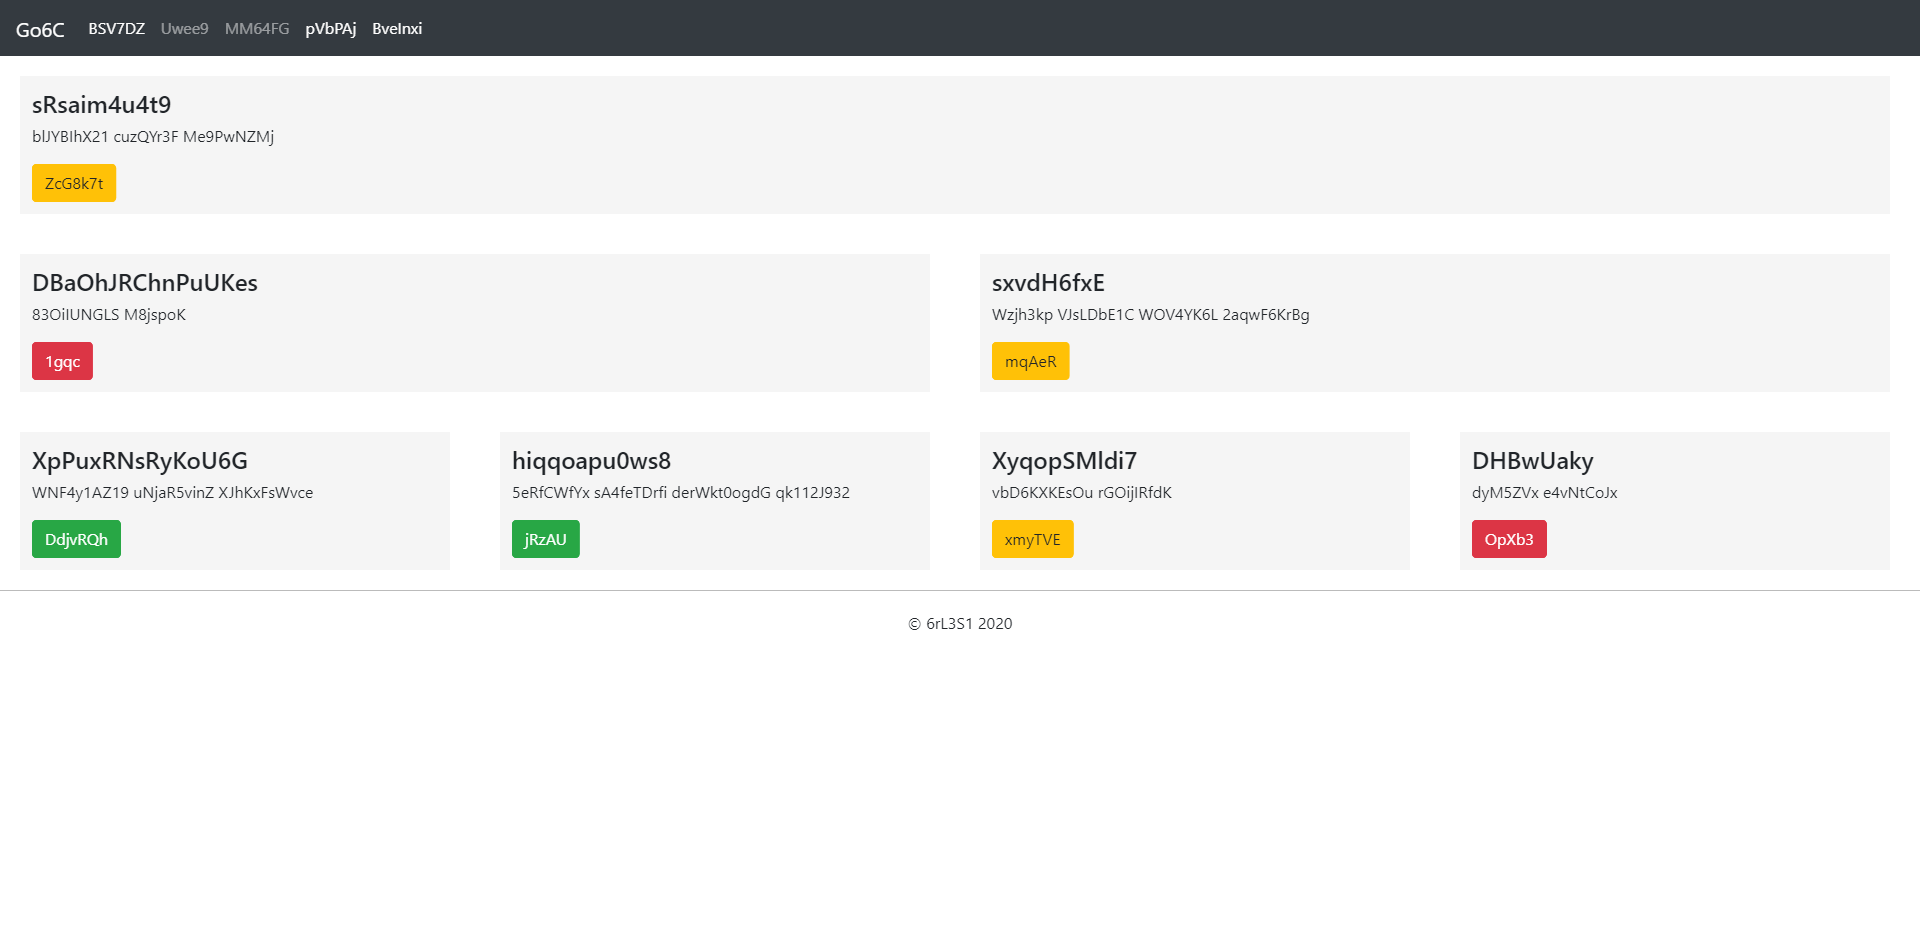 Go6C BSV7DZ Uwee9 MM64FG pVbPAj BveInxi
sRsaim4u4t9
blJYBIhX21 cuzQYr3F Me9PwNZMj
ZcG8k7t
DBaOhJRChnPuUKes
83OiIUNGLS M8jspoK
1gqc
sxvdH6fxE
Wzjh3kp VJsLDbE1C WOV4YK6L 2aqwF6KrBg
mqAeR
XpPuxRNsRyKoU6G
WNF4y1AZ19 uNjaR5vinZ XJhKxFsWvce
DdjvRQh
hiqqoapu0ws8
5eRfCWfYx sA4feTDrfi derWkt0ogdG qk112J932
jRzAU
XyqopSMldi7
vbD6KXKEsOu rGOijIRfdK
xmyTVE
DHBwUaky
dyM5ZVx e4vNtCoJx
OpXb3
© 6rL3S1 2020